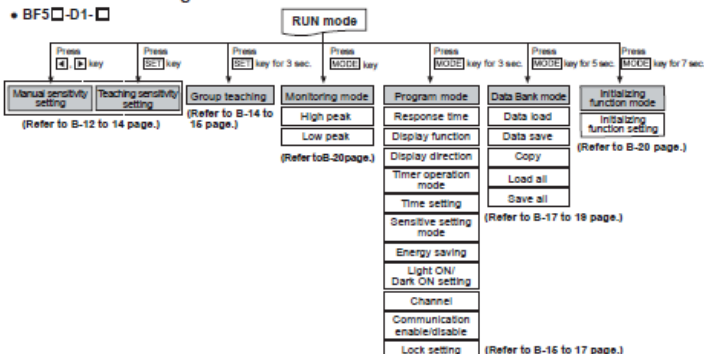 • BF5□-D1-□
RUN mode
Press
◀, ▶ key
Press
SET key
Press
SET key for 3 sec.
Press
MODE key
Press
MODE key for 3 sec.
Press
MODE key for 5 sec.
Press
MODE key for 7 sec.
Manual sensitivity
setting
Teaching sensitivity
setting
(Refer to B-12 to 14 page.)
Group teaching
(Refer to B-14 to
15 page.)
Monitoring mode
High peak
Low peak
(Refer toB-20page.)
Program mode
Response time
Display function
Display direction
Timer operation
mode
Time setting
Sensitive setting
mode
Energy saving
Light ON/
Dark ON setting
Channel
Communication
enable/disable
Lock setting
(Refer to B-15 to 17 page.)
Data Bank mode
Data load
Data save
Copy
Load all
Save all
(Refer to B-17 to 19 page.)
Initializing
function mode
Initializing
function setting
(Refer to B-20 page.)